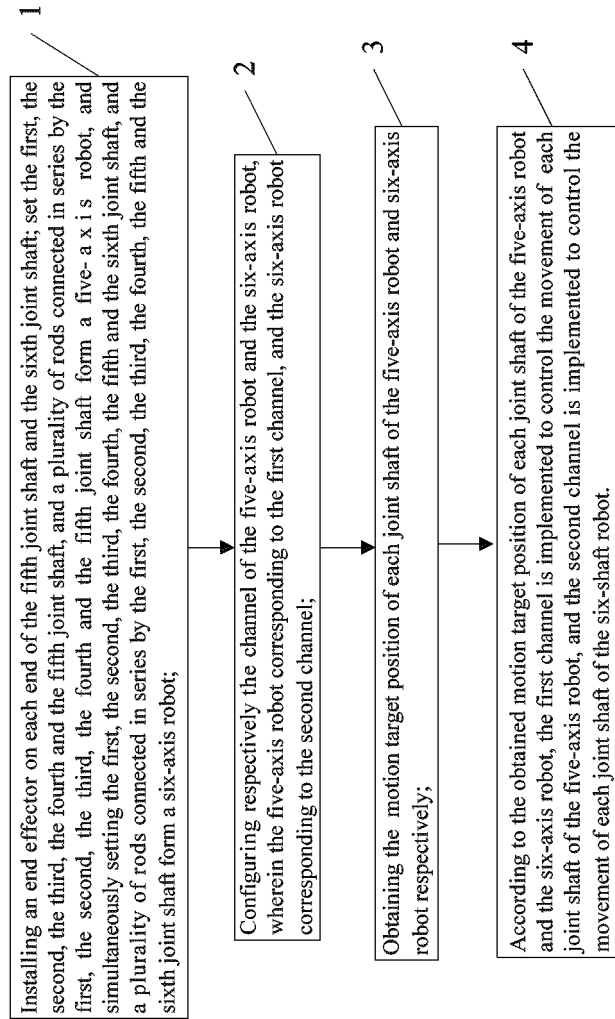 1
Installing an end effector on each end of the fifth joint shaft and the sixth joint shaft; set the first, the
second, the third, the fourth and the fifth joint shaft, and a plurality of rods connected in series by the
first, the second, the third, the fourth and the fifth joint shaft form a five- a x i s robot, and
simultaneously setting the first, the second, the third, the fourth, the fifth and the sixth joint shaft, and
a plurality of rods connected in series by the first, the second, the third, the fourth, the fifth and the
sixth joint shaft form a six-axis robot;
2
Configuring respectively the channel of the five-axis robot and the six-axis robot,
wherein the five-axis robot corresponding to the first channel, and the six-axis robot
corresponding to the second channel;
3
Obtaining the motion target position of each joint shaft of the five-axis robot and six-axis
robot respectively;
4
According to the obtained motion target position of each joint shaft of the five-axis robot
and the six-axis robot, the first channel is implemented to control the movement of each
joint shaft of the five-axis robot, and the second channel is implemented to control the
movement of each joint shaft of the six-shaft robot.